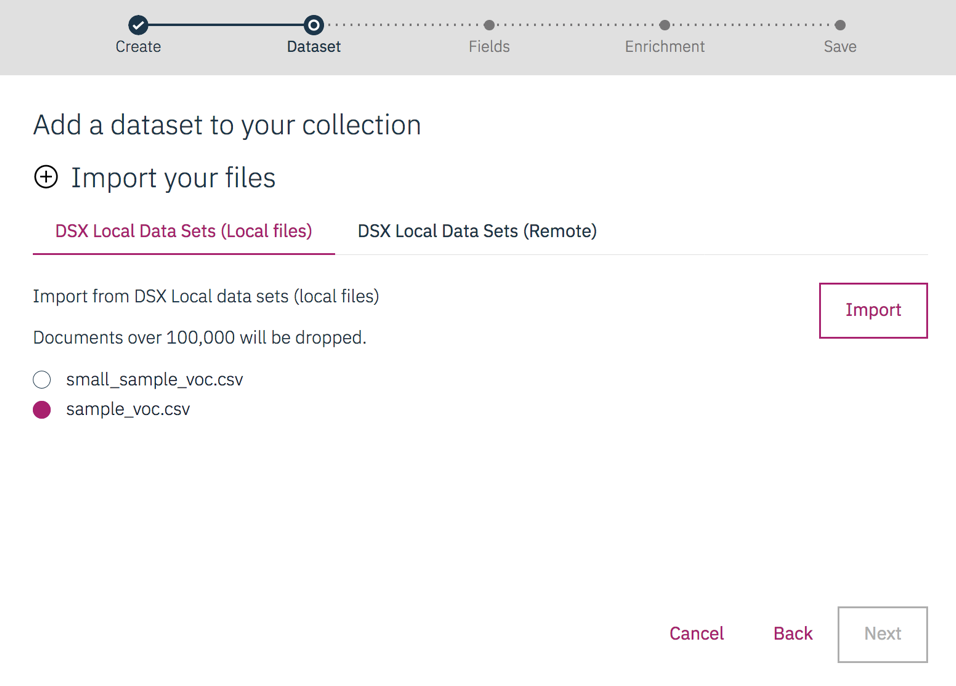 Create
Dataset
Fields
Enrichment
Save
Add a dataset to your collection
Import your files
DSX Local Data Sets (Local files)
DSX Local Data Sets (Remote)
Import from DSX Local data sets (local files)
Import
Documents over 100,000 will be dropped.
small_sample_voc.csv
sample_voc.csv
Cancel
Back
Next